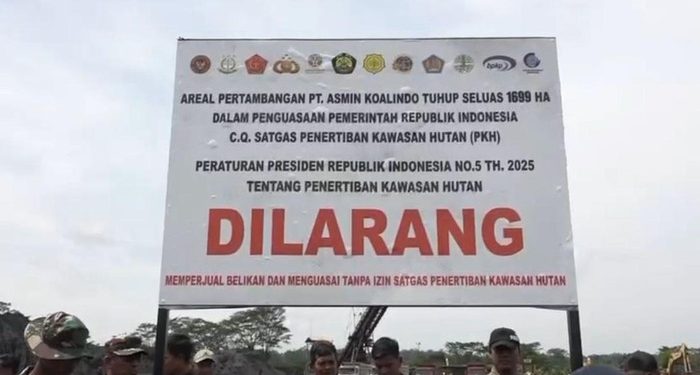 bpkp
AREAL PERTAMBANGAN PT. ASMIN KOALINDO TUHUP SELUAS 1699 HA
DALAM PENGUASAAN PEMERINTAH REPUBLIK INDONESIA
C.Q. SATGAS PENERTIBAN KAWASAN HUTAN (PKH)
PERATURAN PRESIDEN REPUBLIK INDONESIA NO.5 TH. 2025
TENTANG PENERTIBAN KAWASAN HUTAN
DILARANG
MEMPERJUAL BELIKAN DAN MENGUASAI TANPA IZIN SATGAS PENERTIBAN KAWASAN HUTAN